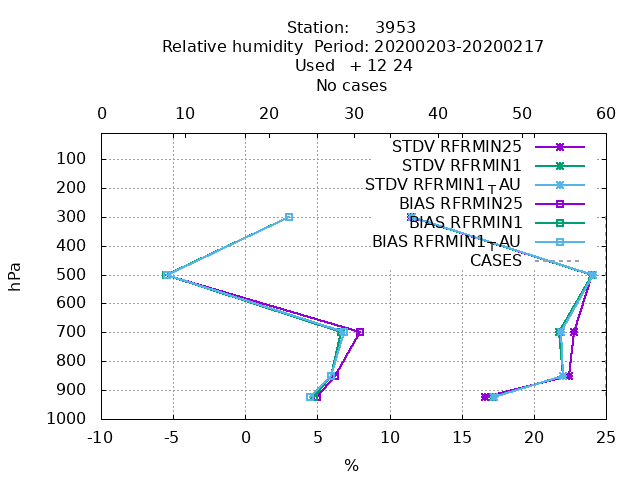 Station: 3953
Relative humidity Period: 20200203-20200217
Used + 12 24
No cases
0 10 20 30 40 50 60
STDV RFRMIN25
STDV RFRMIN1
STDV RFRMIN1TAU
BIAS RFRMIN25
BIAS RFRMIN1
BIAS RFRMIN1TAU
CASES
hPa
100
200
300
400
500
600
700
800
900
1000
-10 -5 0 5 10 15 20 25
%